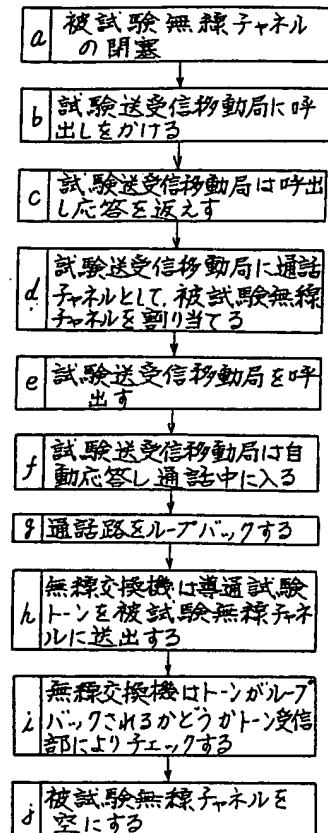 a 被試験無線チャネル
の閉塞
b 試験送受信移動局に呼
出しをかける
c 試験送受信移動局は呼出
し応答を返えす
d 試験送受信移動局に通話
チャネルとして、被試験無線
チャネルを割り当てる
e 試験送受信移動局を呼
出す
f 試験送受信移動局は自
動応答し通話中に入る
g 通話路をループバックする
h 無線交換機は導通試験
トーンを被試験無線チャネ
ルに送出する
i 無線交換機はトーンがループ
バックされるかどうかトーン受信
部によりチェックする
j 被試験無線チャネルを
空にする